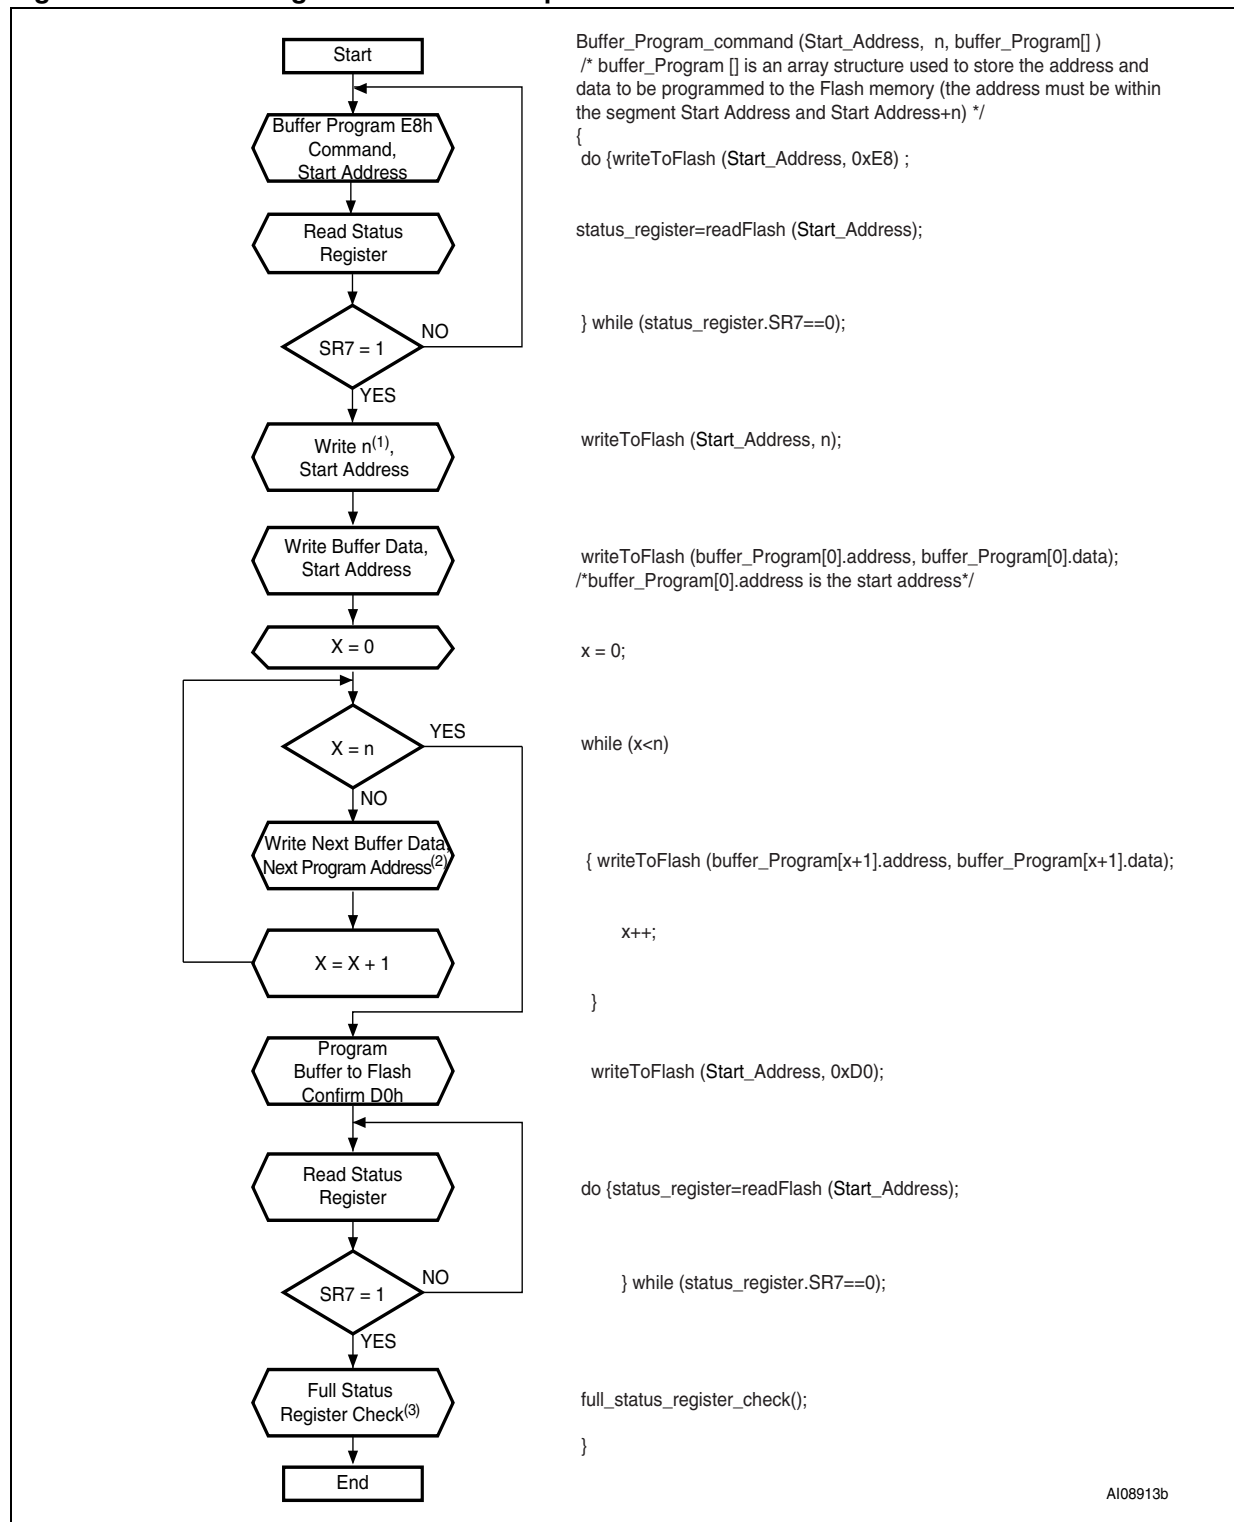 Start
Buffer_Program_command (Start_Address, n, buffer_Program[] )
/* buffer_Program [] is an array structure used to store the address and
data to be programmed to the Flash memory (the address must be within
the segment Start Address and Start Address+n) */
{
do {writeToFlash (Start_Address, 0xE8) ;
Buffer Program E8h
Command,
Start Address
Read Status
Register
status_register=readFlash (Start_Address);
SR7 = 1
NO
YES
} while (status_register.SR7==0);
Write n(1),
Start Address
writeToFlash (Start_Address, n);
Write Buffer Data,
Start Address
writeToFlash (buffer_Program[0].address, buffer_Program[0].data);
/*buffer_Program[0].address is the start address*/
X = 0
x = 0;
X = n
YES
NO
while (x<n)
Write Next Buffer Data,
Next Program Address(2)
{ writeToFlash (buffer_Program[x+1].address, buffer_Program[x+1].data);
x++;
X = X + 1
}
Program
Buffer to Flash
Confirm D0h
writeToFlash (Start_Address, 0xD0);
Read Status
Register
do {status_register=readFlash (Start_Address);
SR7 = 1
NO
YES
} while (status_register.SR7==0);
Full Status
Register Check(3)
full_status_register_check();
}
End
AI08913b